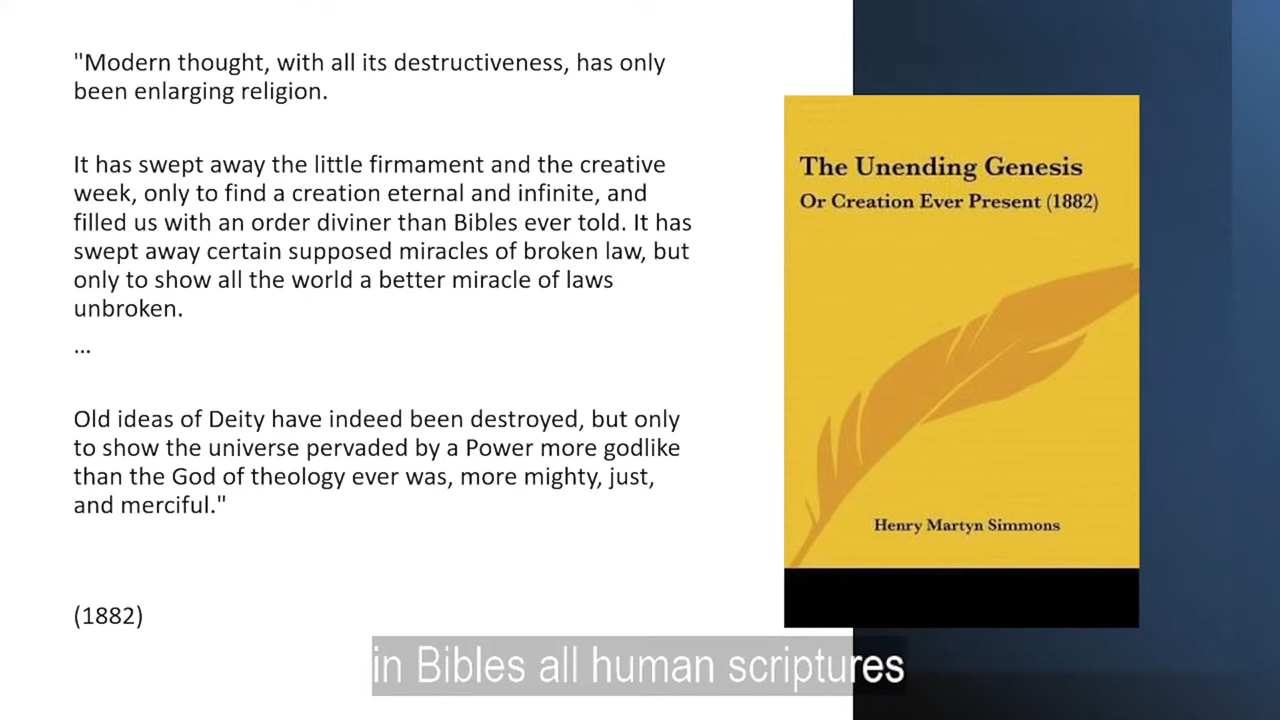 "Modern thought, with all its destructiveness, has only
been enlarging religion.
It has swept away the little firmament and the creative
week, only to find a creation eternal and infinite, and
filled us with an order diviner than Bibles ever told. It has
swept away certain supposed miracles of broken law, but
only to show all the world a better miracle of laws
unbroken.
...
Old ideas of Deity have indeed been destroyed, but only
to show the universe pervaded by a Power more godlike
than the God of theology ever was, more mighty, just,
and merciful."
(1882)
The Unending Genesis
Or Creation Ever Present (1882)
Henry Martyn Simmons
in Bibles all human scriptures